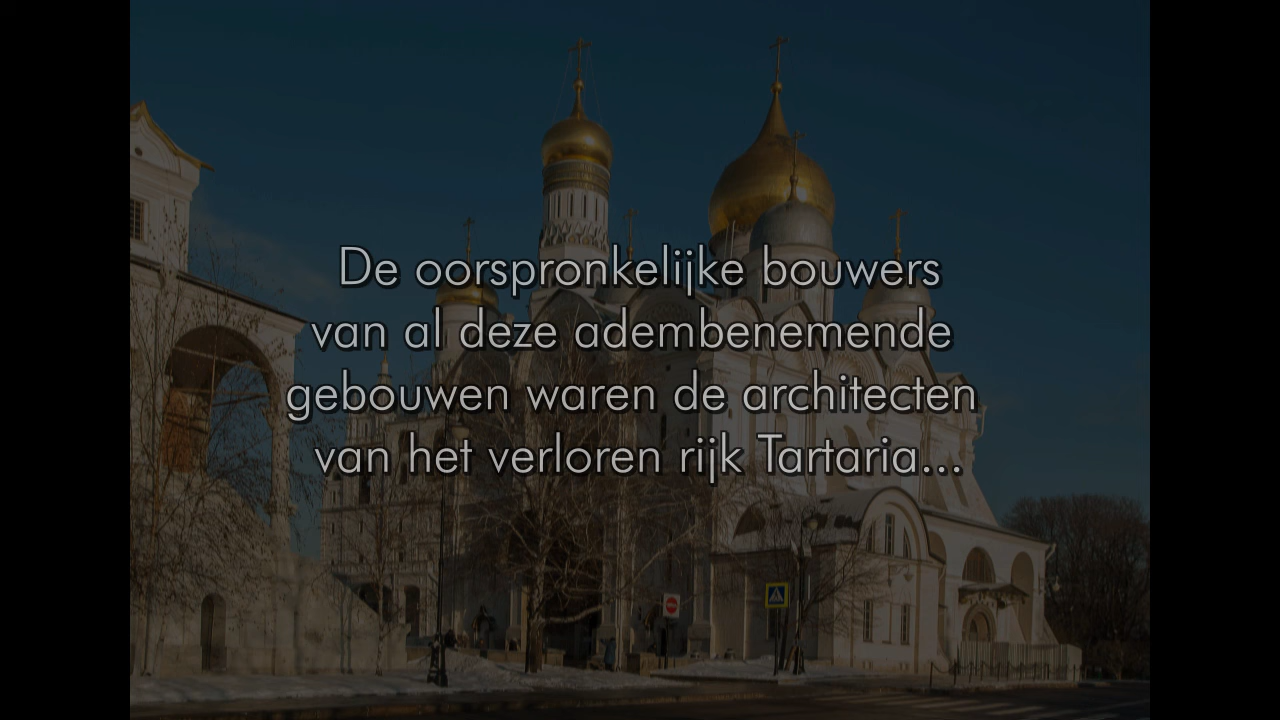 De oorspronkelijke bouwers
van al deze adembenemende
gebouwen waren de architecten
van het verloren rijk Tartaria...